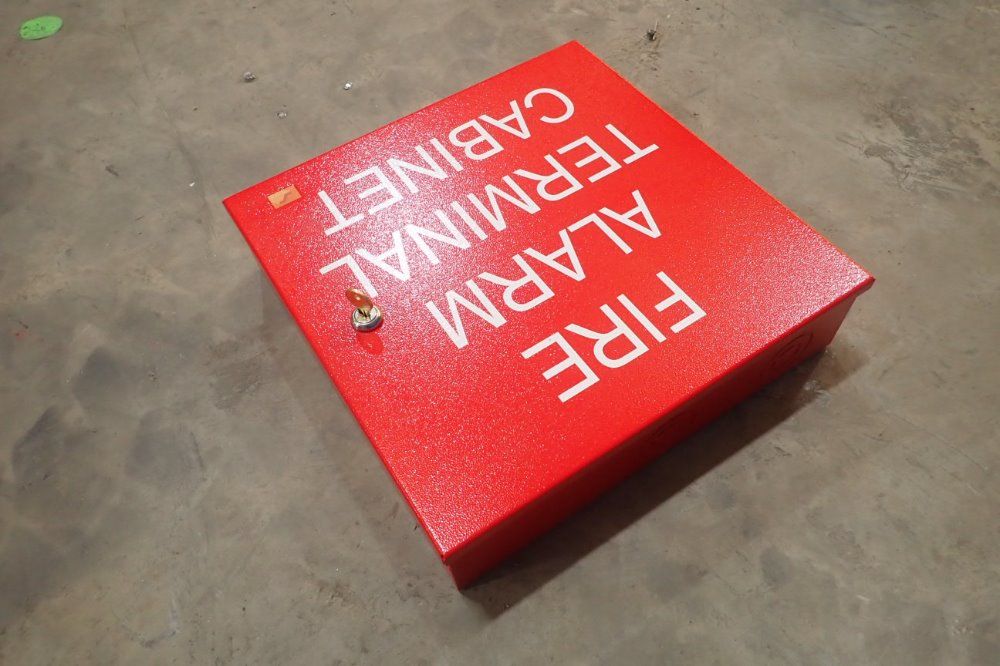 FIRE
ALARM
TERMINAL
CABINET